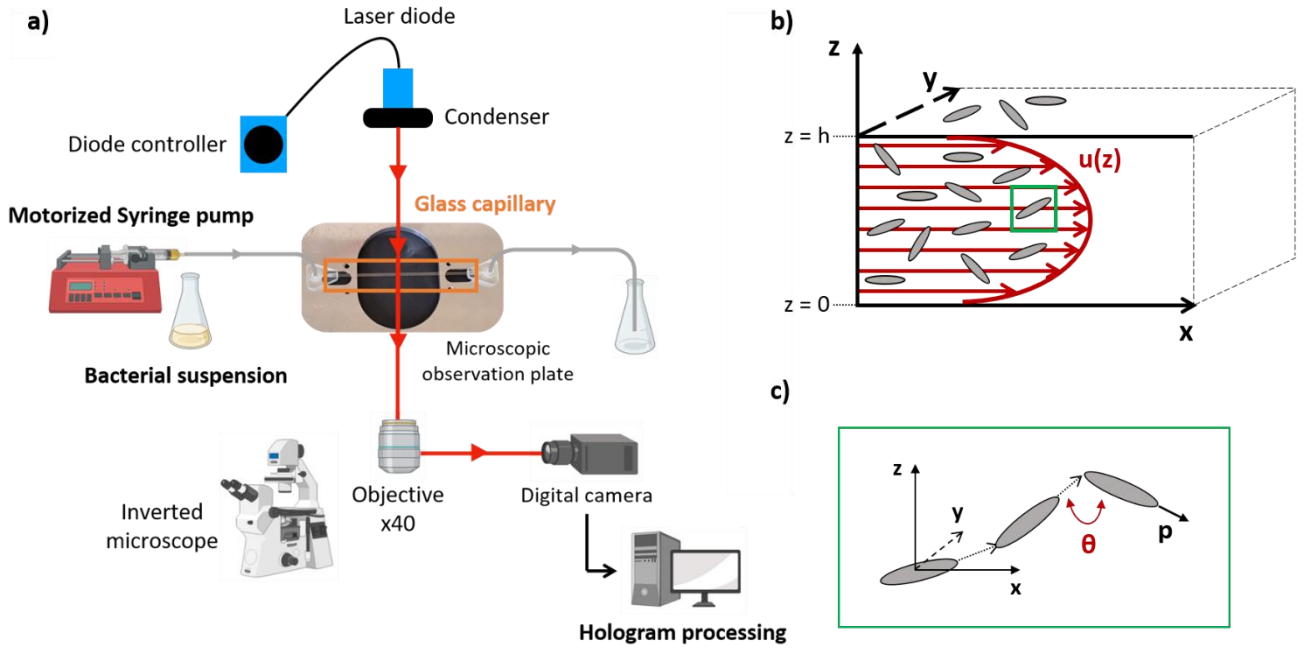 a)
Laser diode
Condenser
Diode controller
Motorized Syringe pump
Glass capillary
Bacterial suspension
Microscopic
observation plate
Inverted
microscope
Objective
x40
Digital camera
Hologram processing
b)
z
y
z = h
u(z)
z = 0
x
c)
z
y
x
θ
p